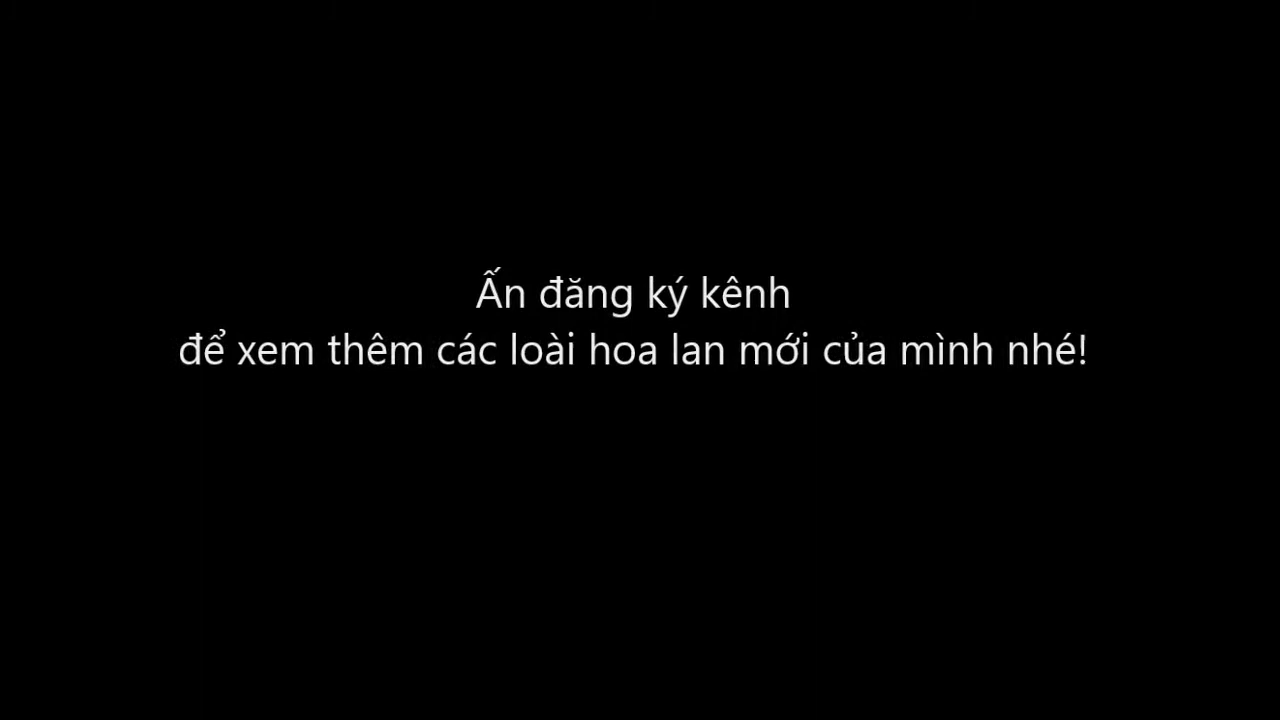 Ấn đăng ký kênh
để xem thêm các loài hoa lan mới của mình nhé!